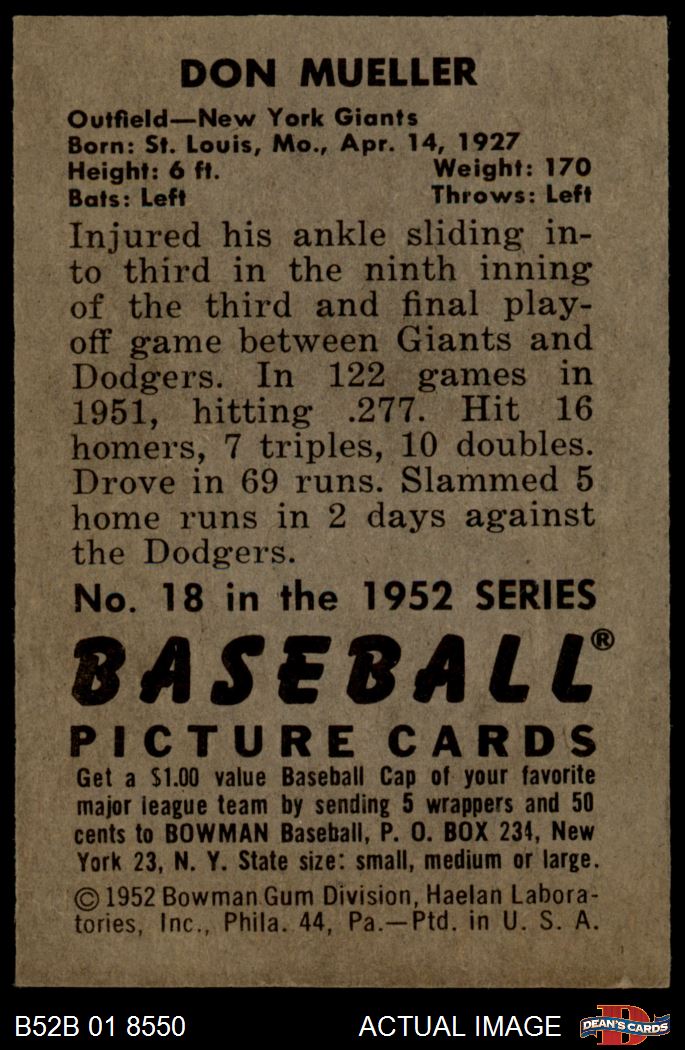 DON MUELLER
Outfield—New York Giants
Born: St. Louis, Mo., Apr. 14, 1927
Height: 6 ft. Weight: 170
Bats: Left Throws: Left
Injured his ankle sliding in-
to third in the ninth inning
of the third and final play-
off game between Giants and
Dodgers. In 122 games in
1951, hitting .277. Hit 16
homers, 7 triples, 10 doubles.
Drove in 69 runs. Slammed 5
home runs in 2 days against
the Dodgers.
No. 18 in the 1952 SERIES
BASEBALL®
PICTURE CARDS
Get a $1.00 value Baseball Cap of your favorite
major league team by sending 5 wrappers and 50
cents to BOWMAN Baseball, P. O. BOX 234, New
York 23, N. Y. State size: small, medium or large.
© 1952 Bowman Gum Division, Haelan Labora-
tories, Inc., Phila. 44, Pa.—Ptd. in U. S. A.
B52B 01 8550 ACTUAL IMAGE D DEAN'S CARDS